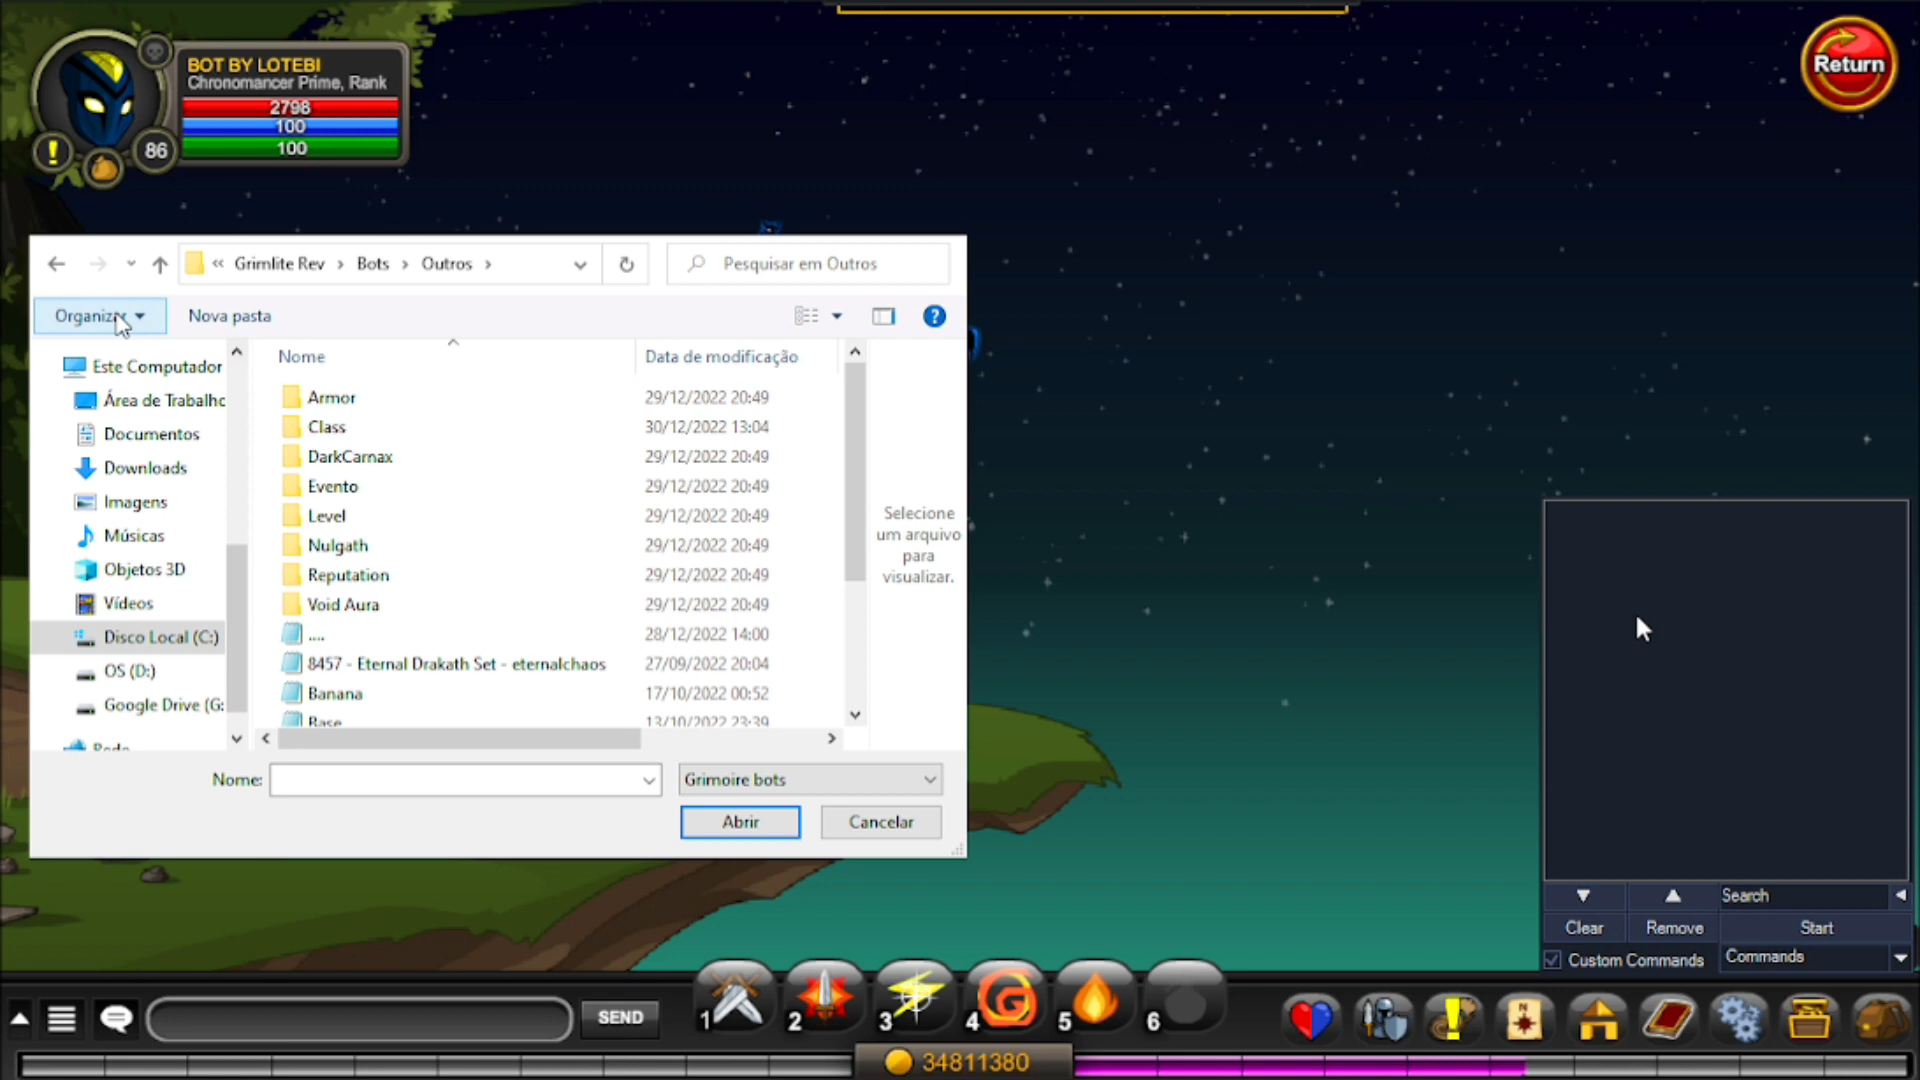 BOT BY LOTEBI
Chronomancer Prime, Rank
2798
100
100
86
!
Return
« Grimlite Rev › Bots › Outros ›
Pesquisar em Outros
Organizar
Nova pasta
Este Computador
Área de Trabalho
Documentos
Downloads
Imagens
Músicas
Objetos 3D
Vídeos
Disco Local (C:)
OS (D:)
Google Drive (G:
Rede
Nome Data de modificação
Armor 29/12/2022 20:49
Class 30/12/2022 13:04
DarkCarnax 29/12/2022 20:49
Evento 29/12/2022 20:49
Level 29/12/2022 20:49
Nulgath 29/12/2022 20:49
Reputation 29/12/2022 20:49
Void Aura 29/12/2022 20:49
.... 28/12/2022 14:00
8457 - Eternal Drakath Set - eternalchaos 27/09/2022 20:04
Banana 17/10/2022 00:52
Base 13/10/2022 23:39
Selecione
um arquivo
para
visualizar.
Nome:
Grimoire bots
Abrir
Cancelar
Search
Clear
Remove
Start
Custom Commands
Commands
SEND
1
2
3
4
5
6
34811380